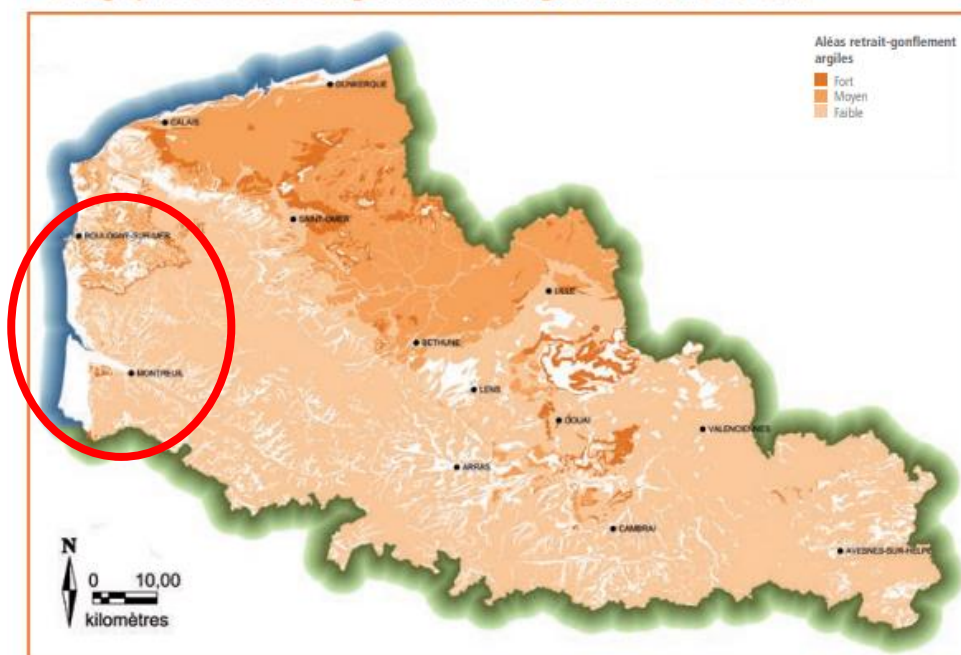 Aléas retrait-gonflement
argiles
Fort
Moyen
Faible
DUNKERQUE
CALAIS
SAINT-OMER
BOULOGNE-SUR-MER
LILLE
BETHUNE
MONTREUIL
LENS
DOUAI
VALENCIENNES
ARRAS
CAMBRAI
AVESNES-SUR-HELPE
N
0 10,00
kilomètres